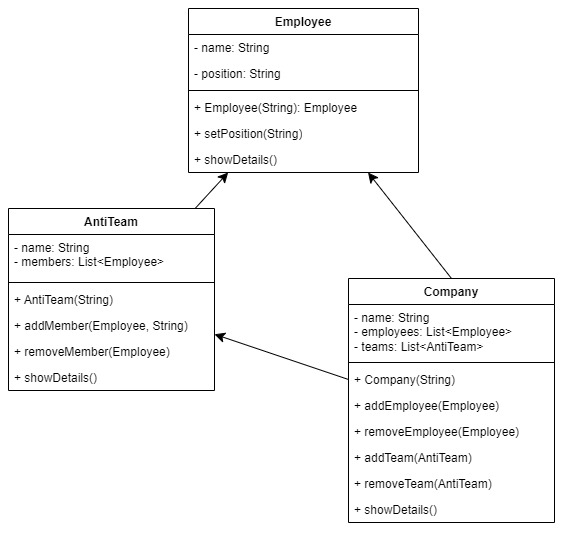 Employee
- name: String
- position: String
+ Employee(String): Employee
+ setPosition(String)
+ showDetails()
AntiTeam
- name: String
- members: List<Employee>
+ AntiTeam(String)
+ addMember(Employee, String)
+ removeMember(Employee)
+ showDetails()
Company
- name: String
- employees: List<Employee>
- teams: List<AntiTeam>
+ Company(String)
+ addEmployee(Employee)
+ removeEmployee(Employee)
+ addTeam(AntiTeam)
+ removeTeam(AntiTeam)
+ showDetails()